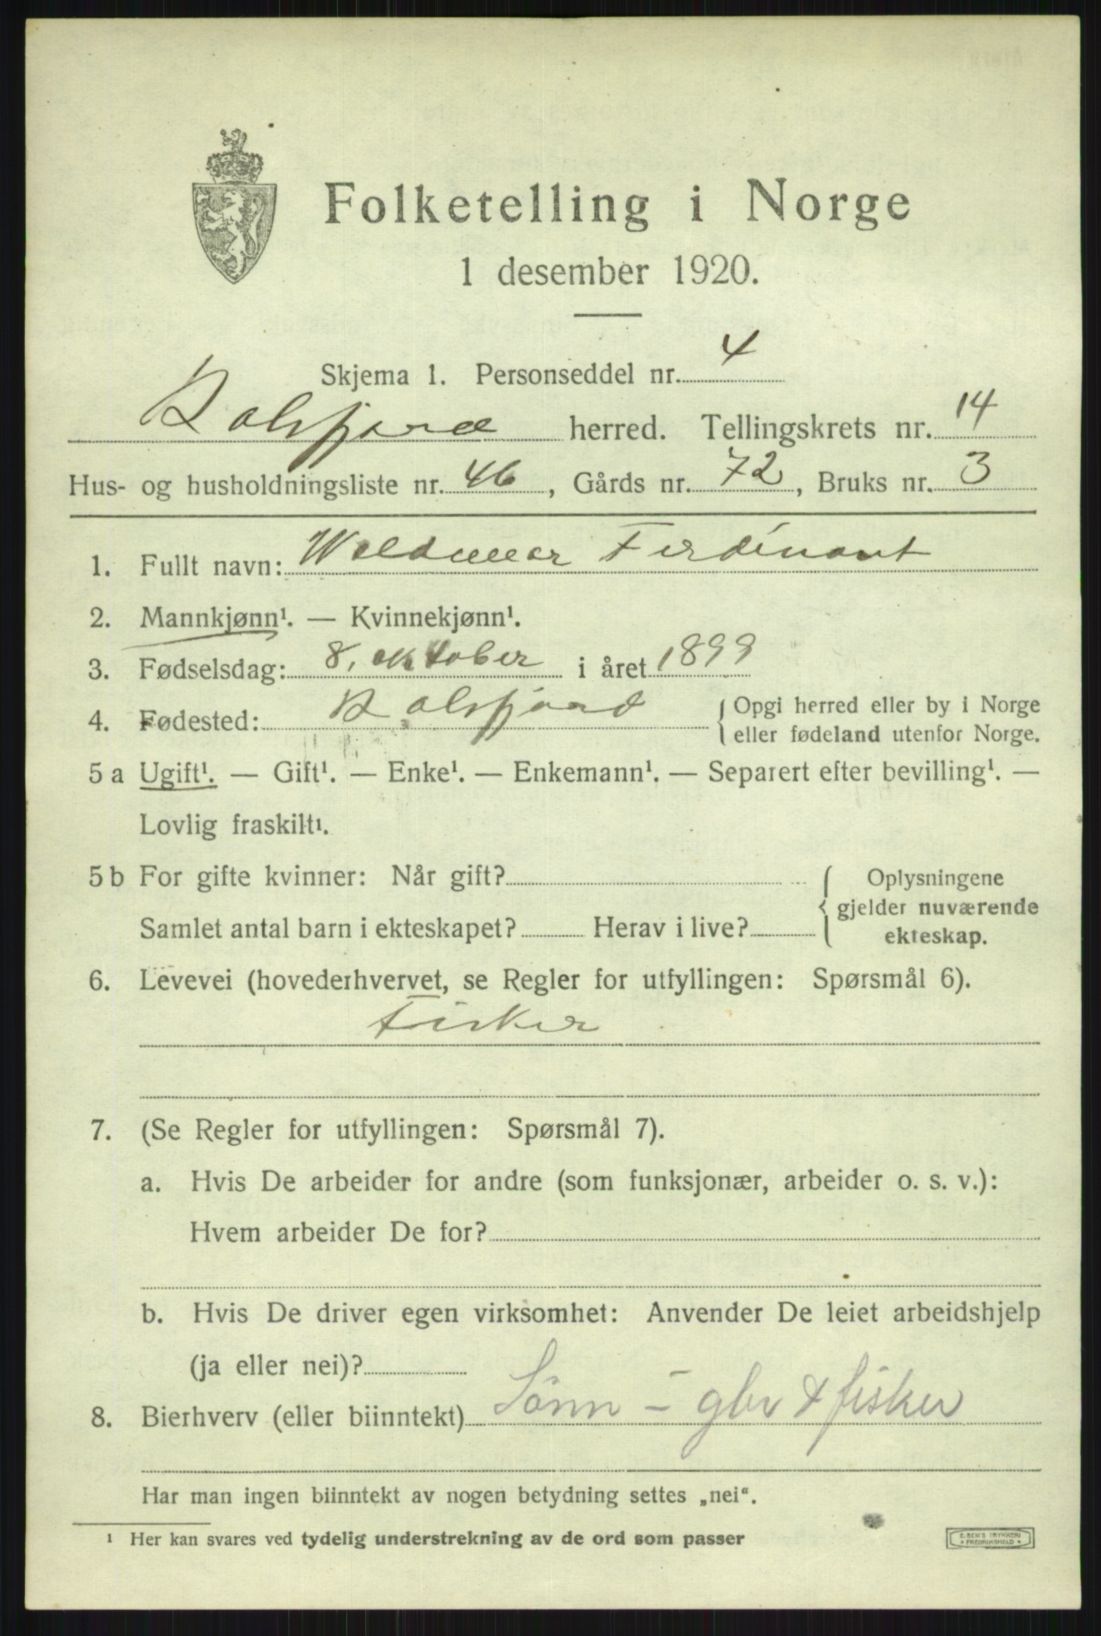 Folketelling i Norge
1 desember 1920.
Skjema 1. Personseddel nr. 4
Balsfjord herred. Tellingskrets nr. 14
Hus- og husholdningsliste nr. 46, Gårds nr. 72, Bruks nr. 3
1. Fullt navn: Waldemar Ferdinant
2. Mannkjønn¹. — Kvinnekjønn¹.
3. Fødselsdag: 8. oktober i året 1899
4. Fødested: Balsfjord { Opgi herred eller by i Norge
eller fødeland utenfor Norge.
5 a Ugift¹. — Gift¹. — Enke¹. — Enkemann¹. — Separert efter bevilling¹. —
Lovlig fraskilt¹.
5 b For gifte kvinner: Når gift? { Oplysningene
gjelder nuværende
Samlet antal barn i ekteskapet? Herav i live?
ekteskap.
6. Levevei (hovederhvervet, se Regler for utfyllingen: Spørsmål 6).
Fisker
7. (Se Regler for utfyllingen: Spørsmål 7).
a. Hvis De arbeider for andre (som funksjonær, arbeider o. s. v.):
Hvem arbeider De for?
b. Hvis De driver egen virksomhet: Anvender De leiet arbeidshjelp
(ja eller nei)?
8. Bierhverv (eller biinntekt) Sönn - gbr & fisker
Har man ingen biinntekt av nogen betydning settes „nei".
¹ Her kan svares ved tydelig understrekning av de ord som passer